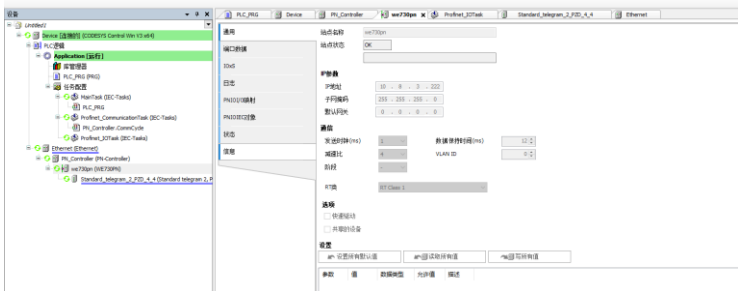 设备
Untitled2
Device [连接的] (CODESYS Control Win V3 x64)
PLC逻辑
Application [运行]
库管理器
PLC_PRG (PRG)
任务配置
MainTask (IEC-Tasks)
PLC_PRG
Profinet_CommunicationTask (IEC-Tasks)
PN_Controller.CommCycle
Profinet_IOTask (IEC-Tasks)
Ethernet (Ethernet)
PN_Controller (PN-Controller)
we730pn (WE730PN)
Standard_telegram_2_PZD_4_4 (Standard telegram 2, P
PLC_PRG Device PN_Controller we730pn Profinet_IOTask Standard_telegram_2_PZD_4_4 Ethernet
通用
端口数据
IOxS
日志
PNIO I/O映射
PNIO IEC对象
状态
信息
站点名称 we730pn
站点状态 OK
IP参数
IP地址 10 . 0 . 3 . 222
子网掩码 255 . 255 . 255 . 0
默认网关 0 . 0 . 0 . 0
通信
发送时钟(ms) 1 数据保持时间(ms) 12
减速比 4 VLAN ID 0
阶段
RT类 RT Class 1
选项
快速启动
共享的设备
设置
设置所有默认值 读取所有值 写所有值
参数 值 数据类型 允许值 描述